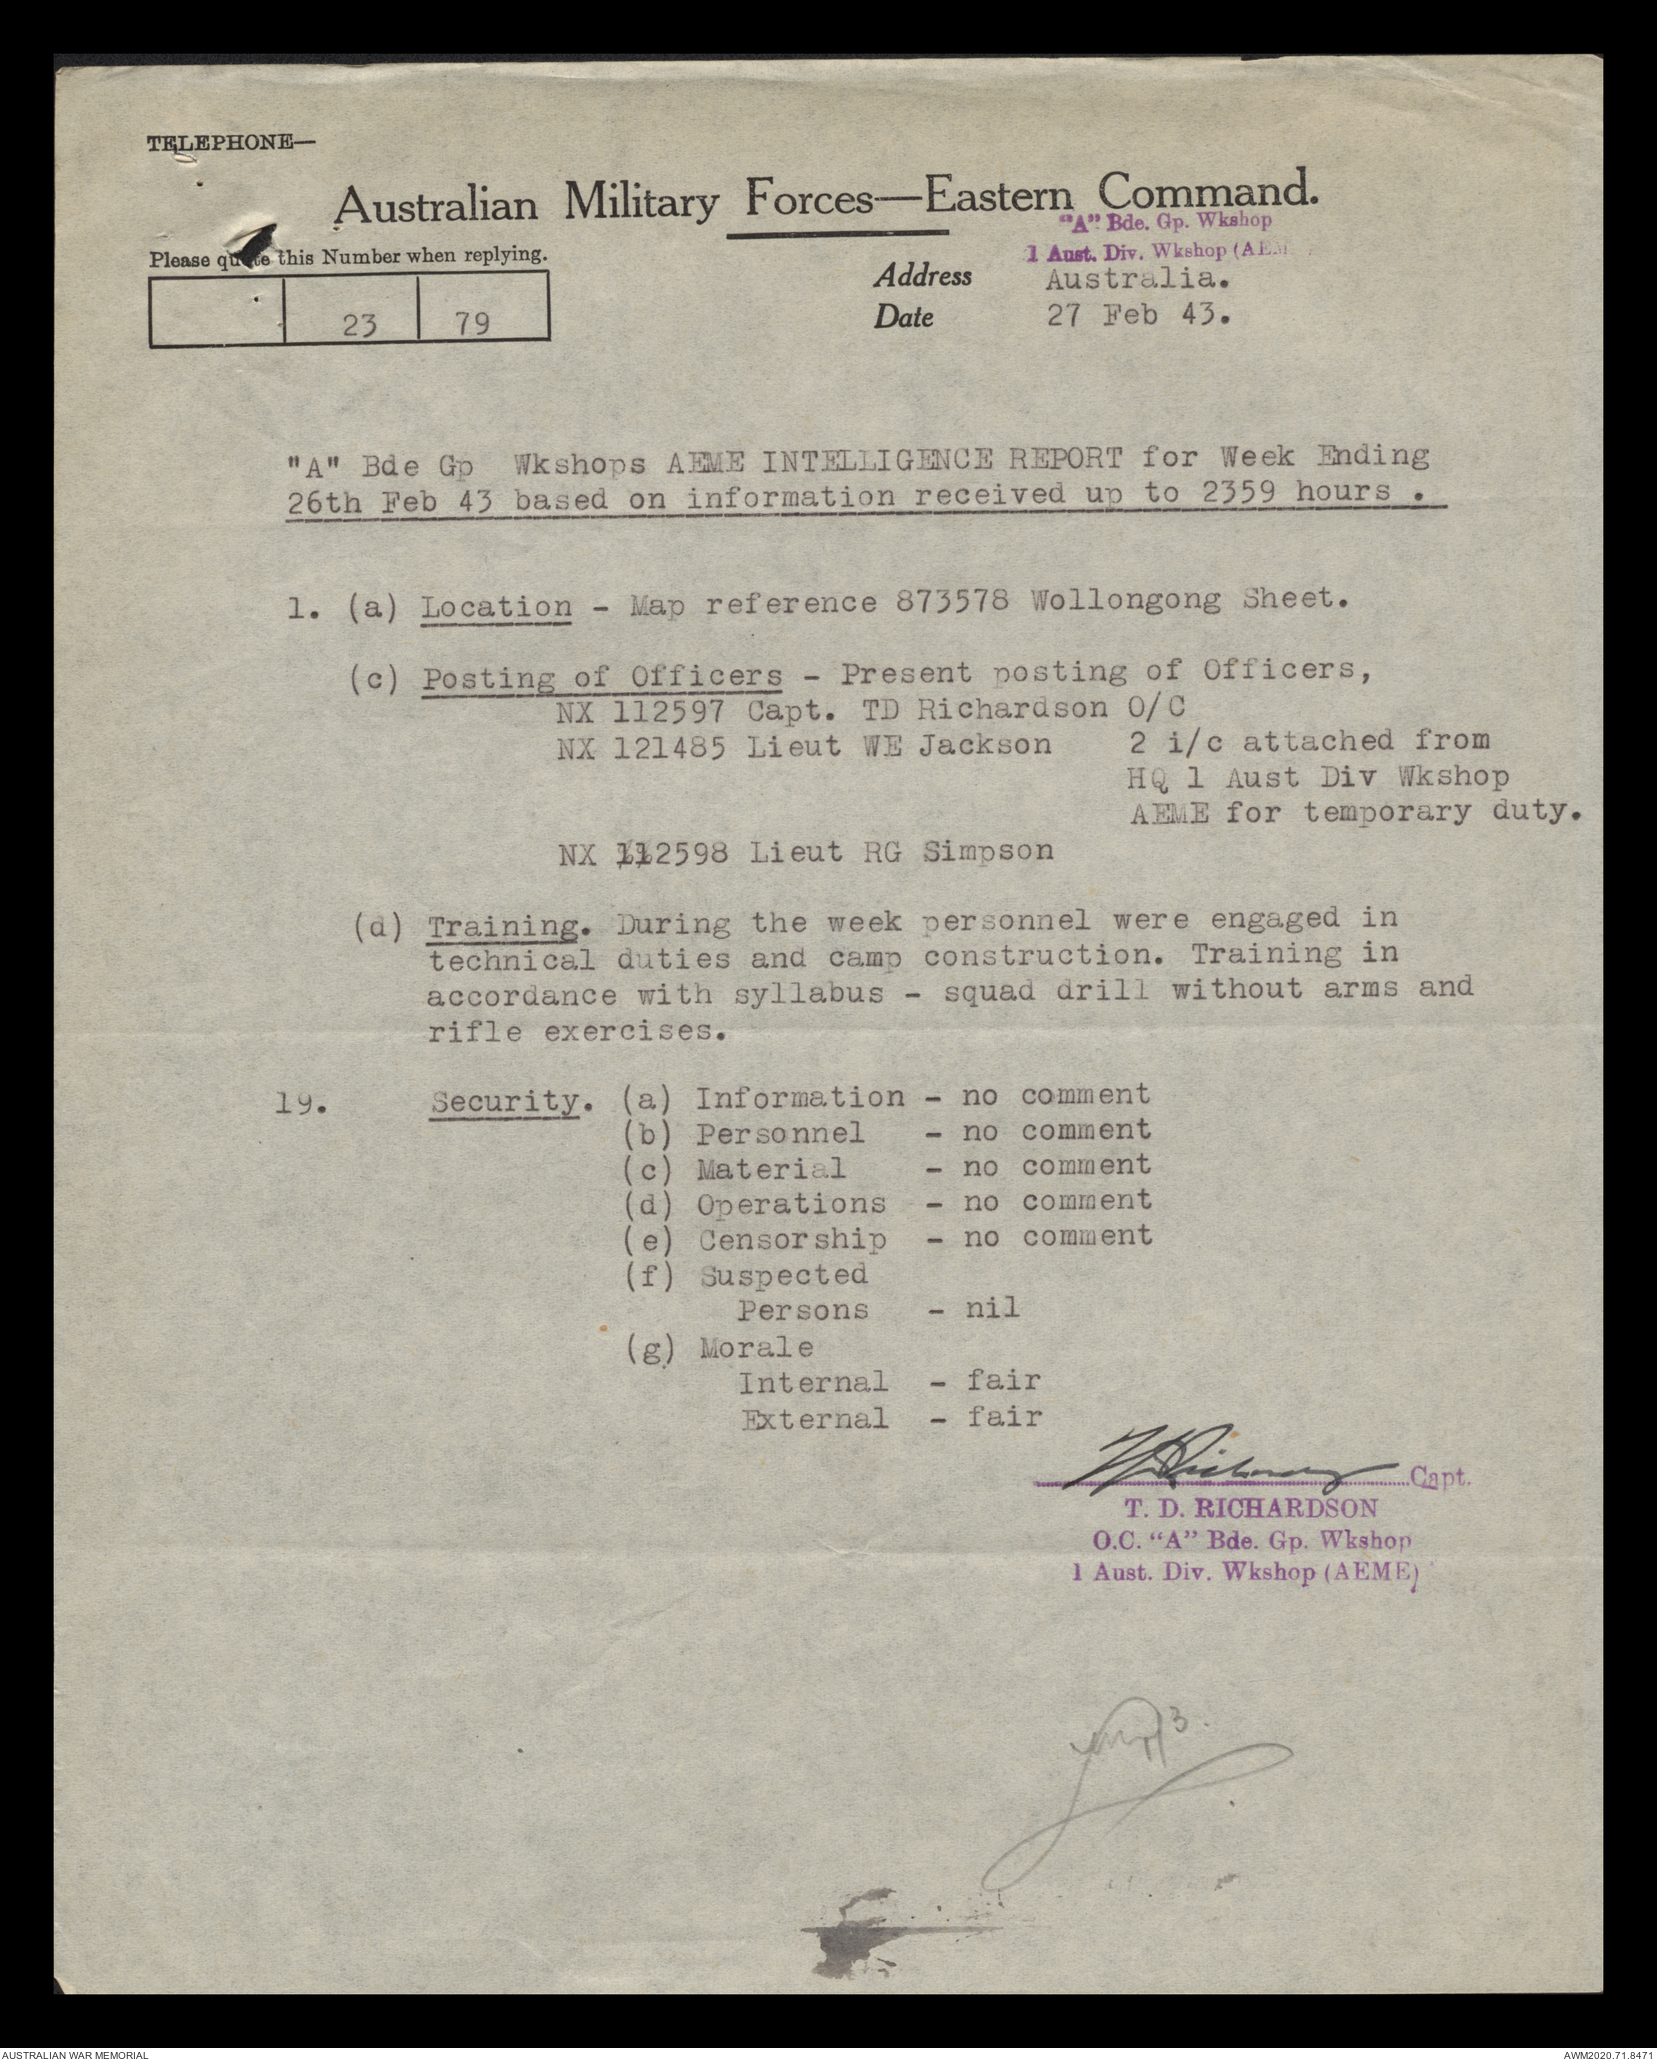 TELEPHONE—
Australian Military Forces—Eastern Command.
"A" Bde. Gp. Wkshop
1 Aust. Div. Wkshop (AEM
Please quote this Number when replying.
Address Australia.
Date 27 Feb 43.
23 79
"A" Bde Gp Wkshops AEME INTELLIGENCE REPORT for Week Ending
26th Feb 43 based on information received up to 2359 hours .
1. (a) Location - Map reference 873578 Wollongong Sheet.
(c) Posting of Officers - Present posting of Officers,
NX 112597 Capt. TD Richardson O/C
NX 121485 Lieut WE Jackson 2 i/c attached from
HQ 1 Aust Div Wkshop
AEME for temporary duty.
NX 112598 Lieut RG Simpson
(d) Training. During the week personnel were engaged in
technical duties and camp construction. Training in
accordance with syllabus - squad drill without arms and
rifle exercises.
19. Security. (a) Information - no comment
(b) Personnel - no comment
(c) Material - no comment
(d) Operations - no comment
(e) Censorship - no comment
(f) Suspected
Persons - nil
(g) Morale
Internal - fair
External - fair
Capt.
T. D. RICHARDSON
O.C. "A" Bde. Gp. Wkshop
1 Aust. Div. Wkshop (AEME)
AUSTRALIAN WAR MEMORIAL
AWM2020.71.8471